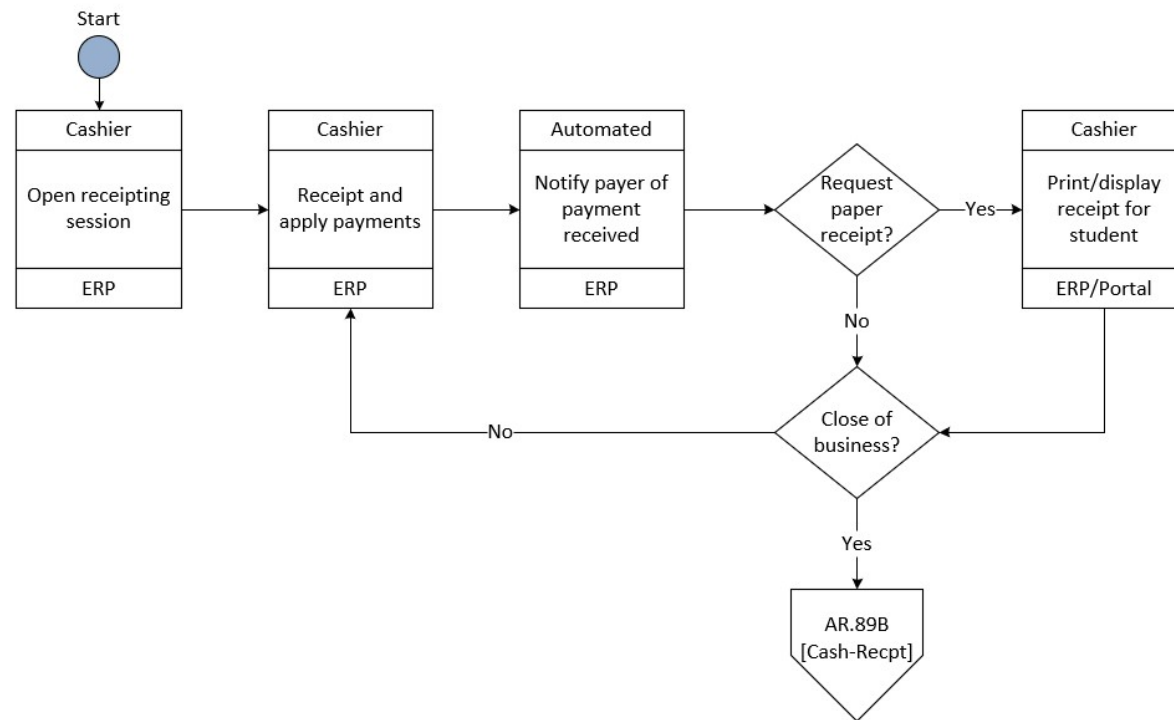 Start
Cashier
Open receipting
session
ERP
Cashier
Receipt and
apply payments
ERP
Automated
Notify payer of
payment
received
ERP
Request
paper
receipt?
Yes
Cashier
Print/display
receipt for
student
ERP/Portal
No
Close of
business?
No
Yes
AR.89B
[Cash-Recpt]